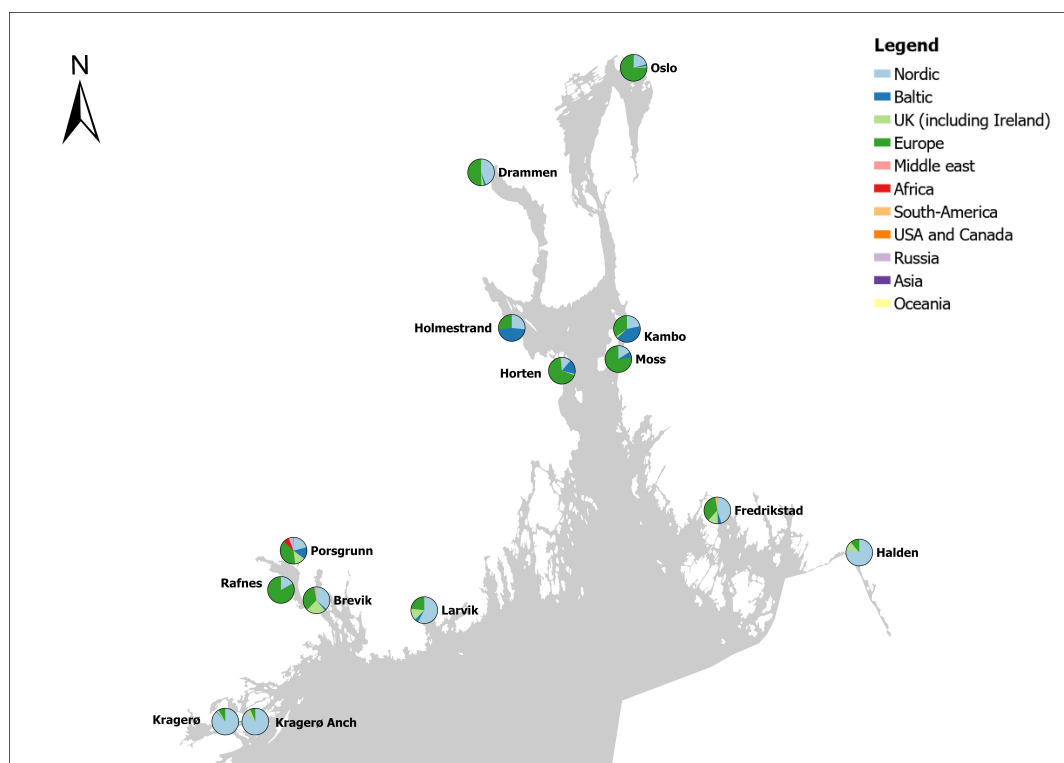 N
Oslo
Legend
Nordic
Baltic
UK (including Ireland)
Europe
Middle east
Africa
South-America
USA and Canada
Russia
Asia
Oceania
Drammen
Holmestrand
Kambo
Moss
Horten
Fredrikstad
Halden
Porsgrunn
Rafnes
Brevik
Larvik
Kragerø
Kragerø Anch